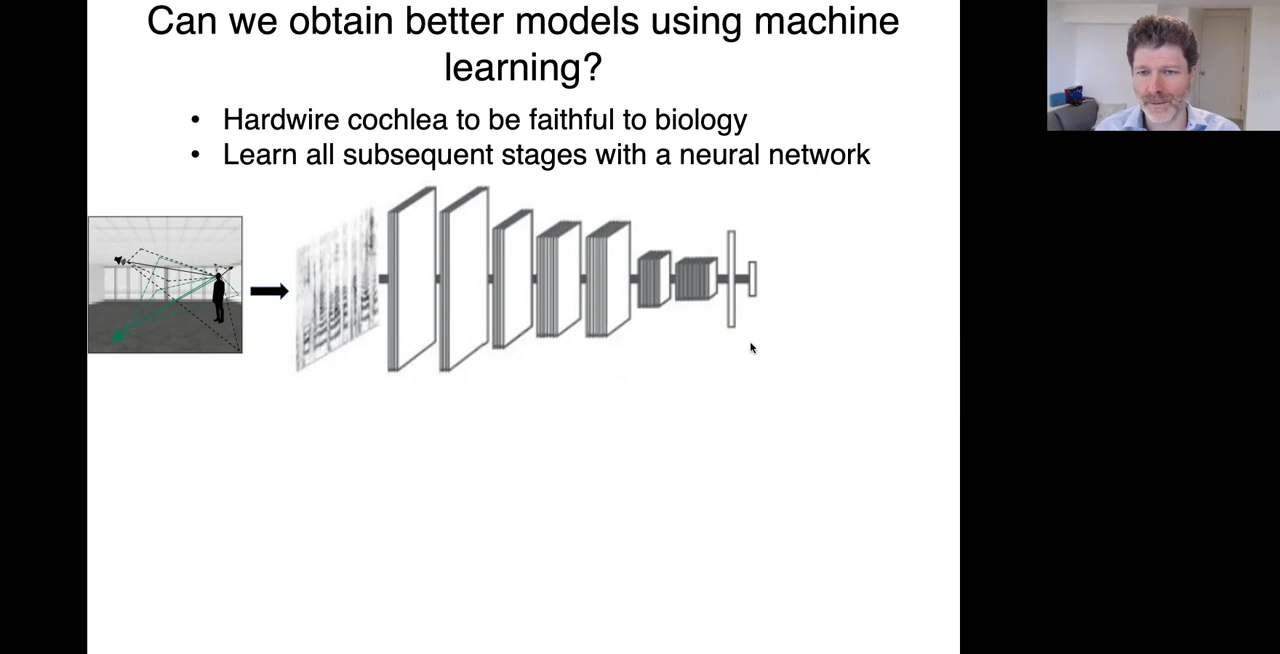 Can we obtain better models using machine
learning?
• Hardwire cochlea to be faithful to biology
• Learn all subsequent stages with a neural network